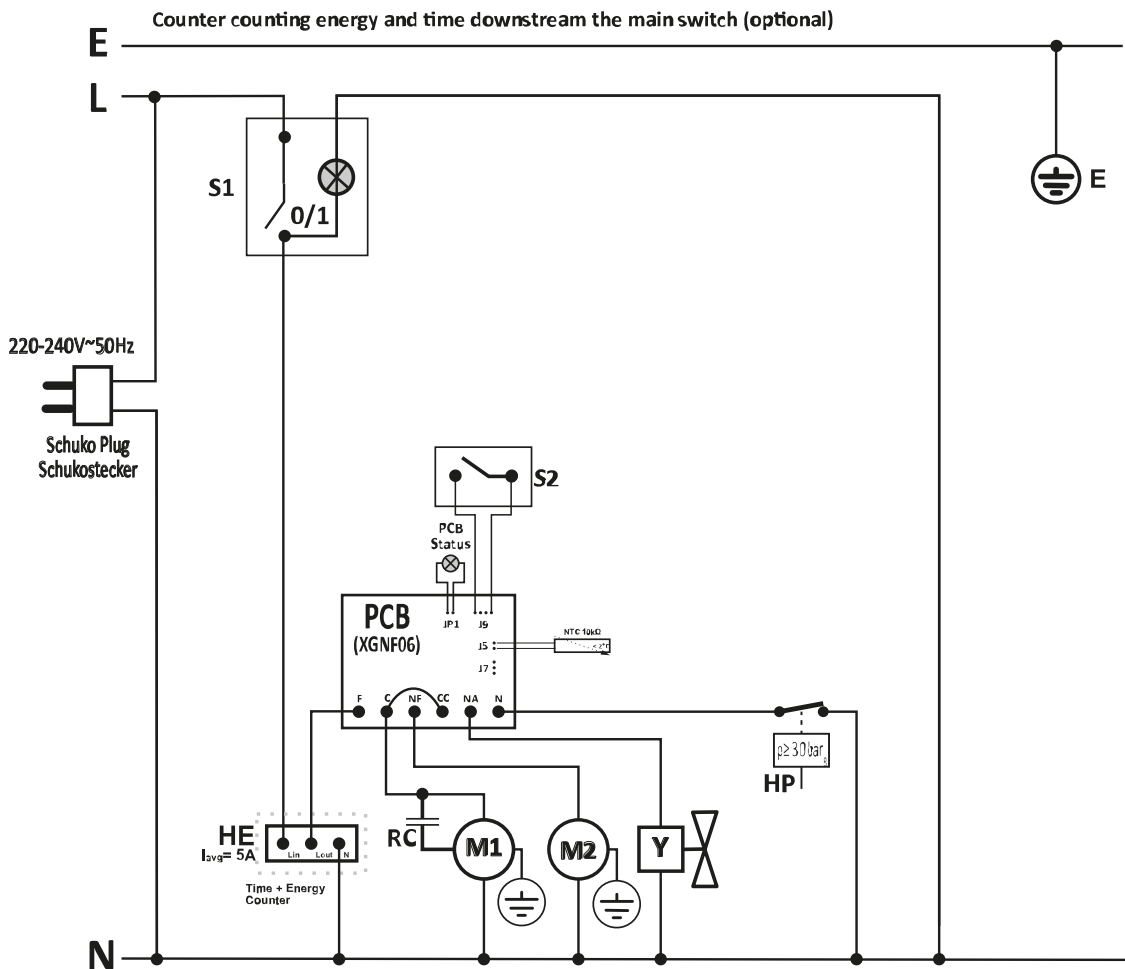 Counter counting energy and time downstream the main switch (optional)
E
L
S1
0/1
E
220-240V~50Hz
Schuko Plug
Schukostecker
S2
PCB
Status
PCB
(XGNF06)
JP1
J9
J5
NTC 10kΩ
J7
F
C
NF
CC
NA
N
p≥30bar
HP
HE
Iavg= 5A
Lin
Lout
N
RC
M1
M2
Y
Time + Energy
Counter
N